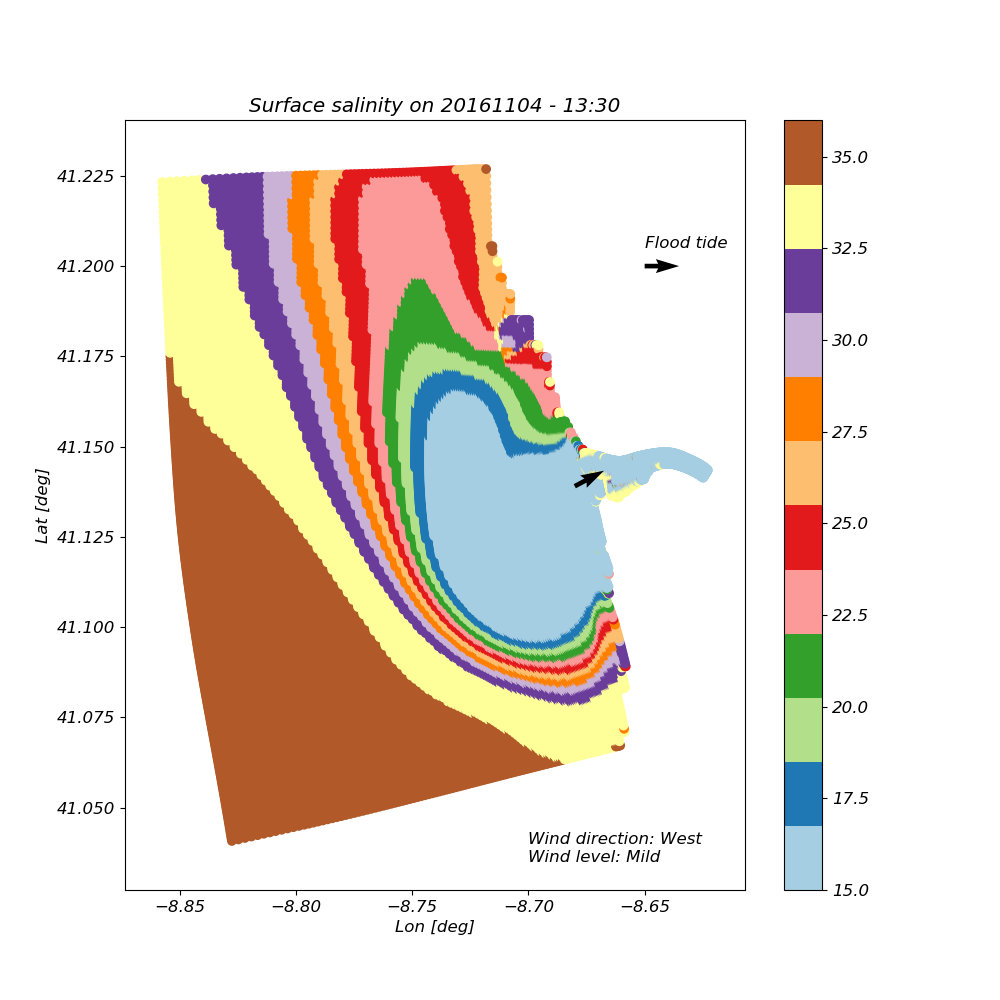 Surface salinity on 20161104 - 13:30
41.225
41.200
41.175
41.150
41.125
41.100
41.075
41.050
Lat [deg]
Flood tide
Wind direction: West
Wind level: Mild
−8.85 −8.80 −8.75 −8.70 −8.65
Lon [deg]
35.0
32.5
30.0
27.5
25.0
22.5
20.0
17.5
15.0